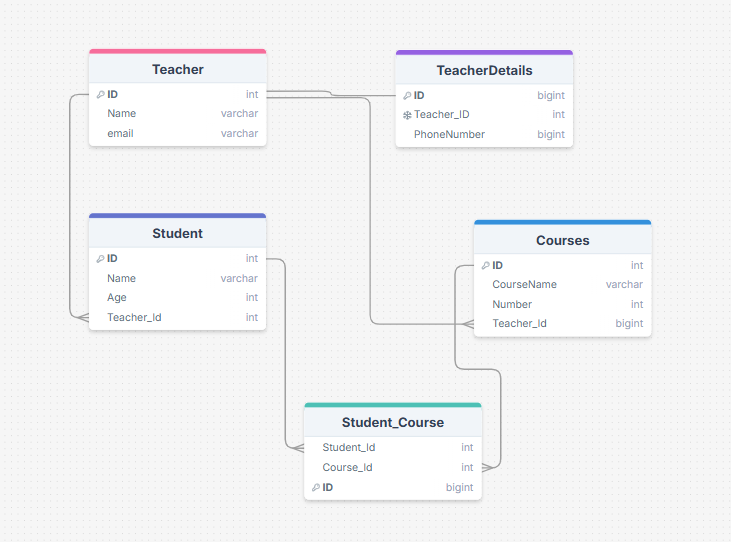 Teacher
ID int
Name varchar
email varchar
TeacherDetails
ID bigint
Teacher_ID int
PhoneNumber bigint
Student
ID int
Name varchar
Age int
Teacher_Id int
Courses
ID int
CourseName varchar
Number int
Teacher_Id bigint
Student_Course
Student_Id int
Course_Id int
ID bigint